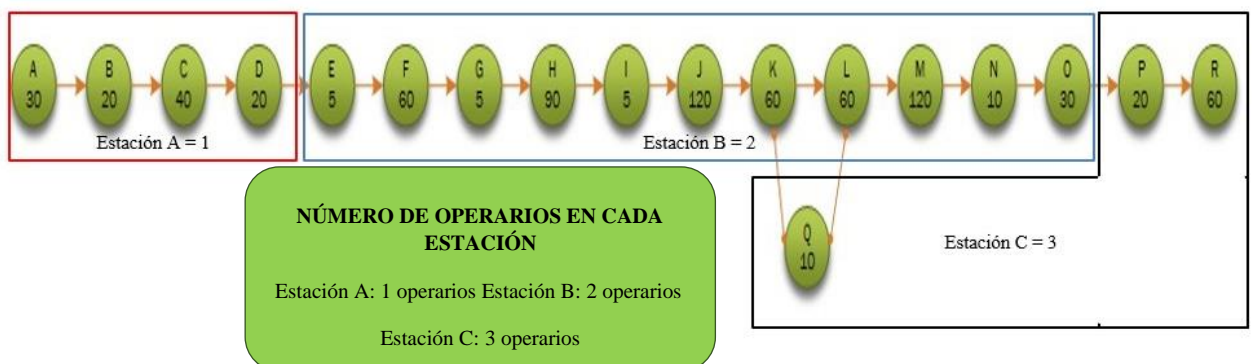 A B C D E F G H I J K L M N O P R
30 20 40 20 5 60 5 90 5 120 60 60 120 10 30 20 60
Estación A = 1
Estación B = 2
Q
10
Estación C = 3
NÚMERO DE OPERARIOS EN CADA
ESTACIÓN
Estación A: 1 operarios Estación B: 2 operarios
Estación C: 3 operarios